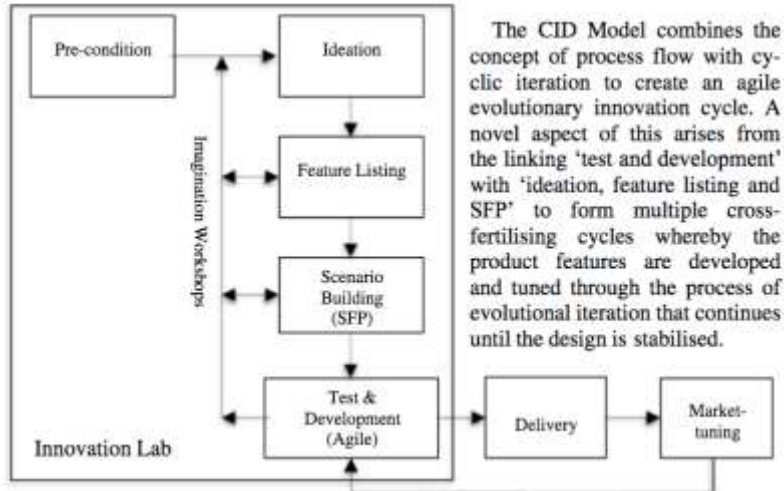 Pre-condition
Ideation
Feature Listing
Imagination Workshops
Scenario
Building
(SFP)
Test &
Development
(Agile)
Innovation Lab
Delivery
Market-
tuning
The CID Model combines the
concept of process flow with cy-
clic iteration to create an agile
evolutionary innovation cycle. A
novel aspect of this arises from
the linking ‘test and development’
with ‘ideation, feature listing and
SFP’ to form multiple cross-
fertilising cycles whereby the
product features are developed
and tuned through the process of
evolutional iteration that continues
until the design is stabilised.